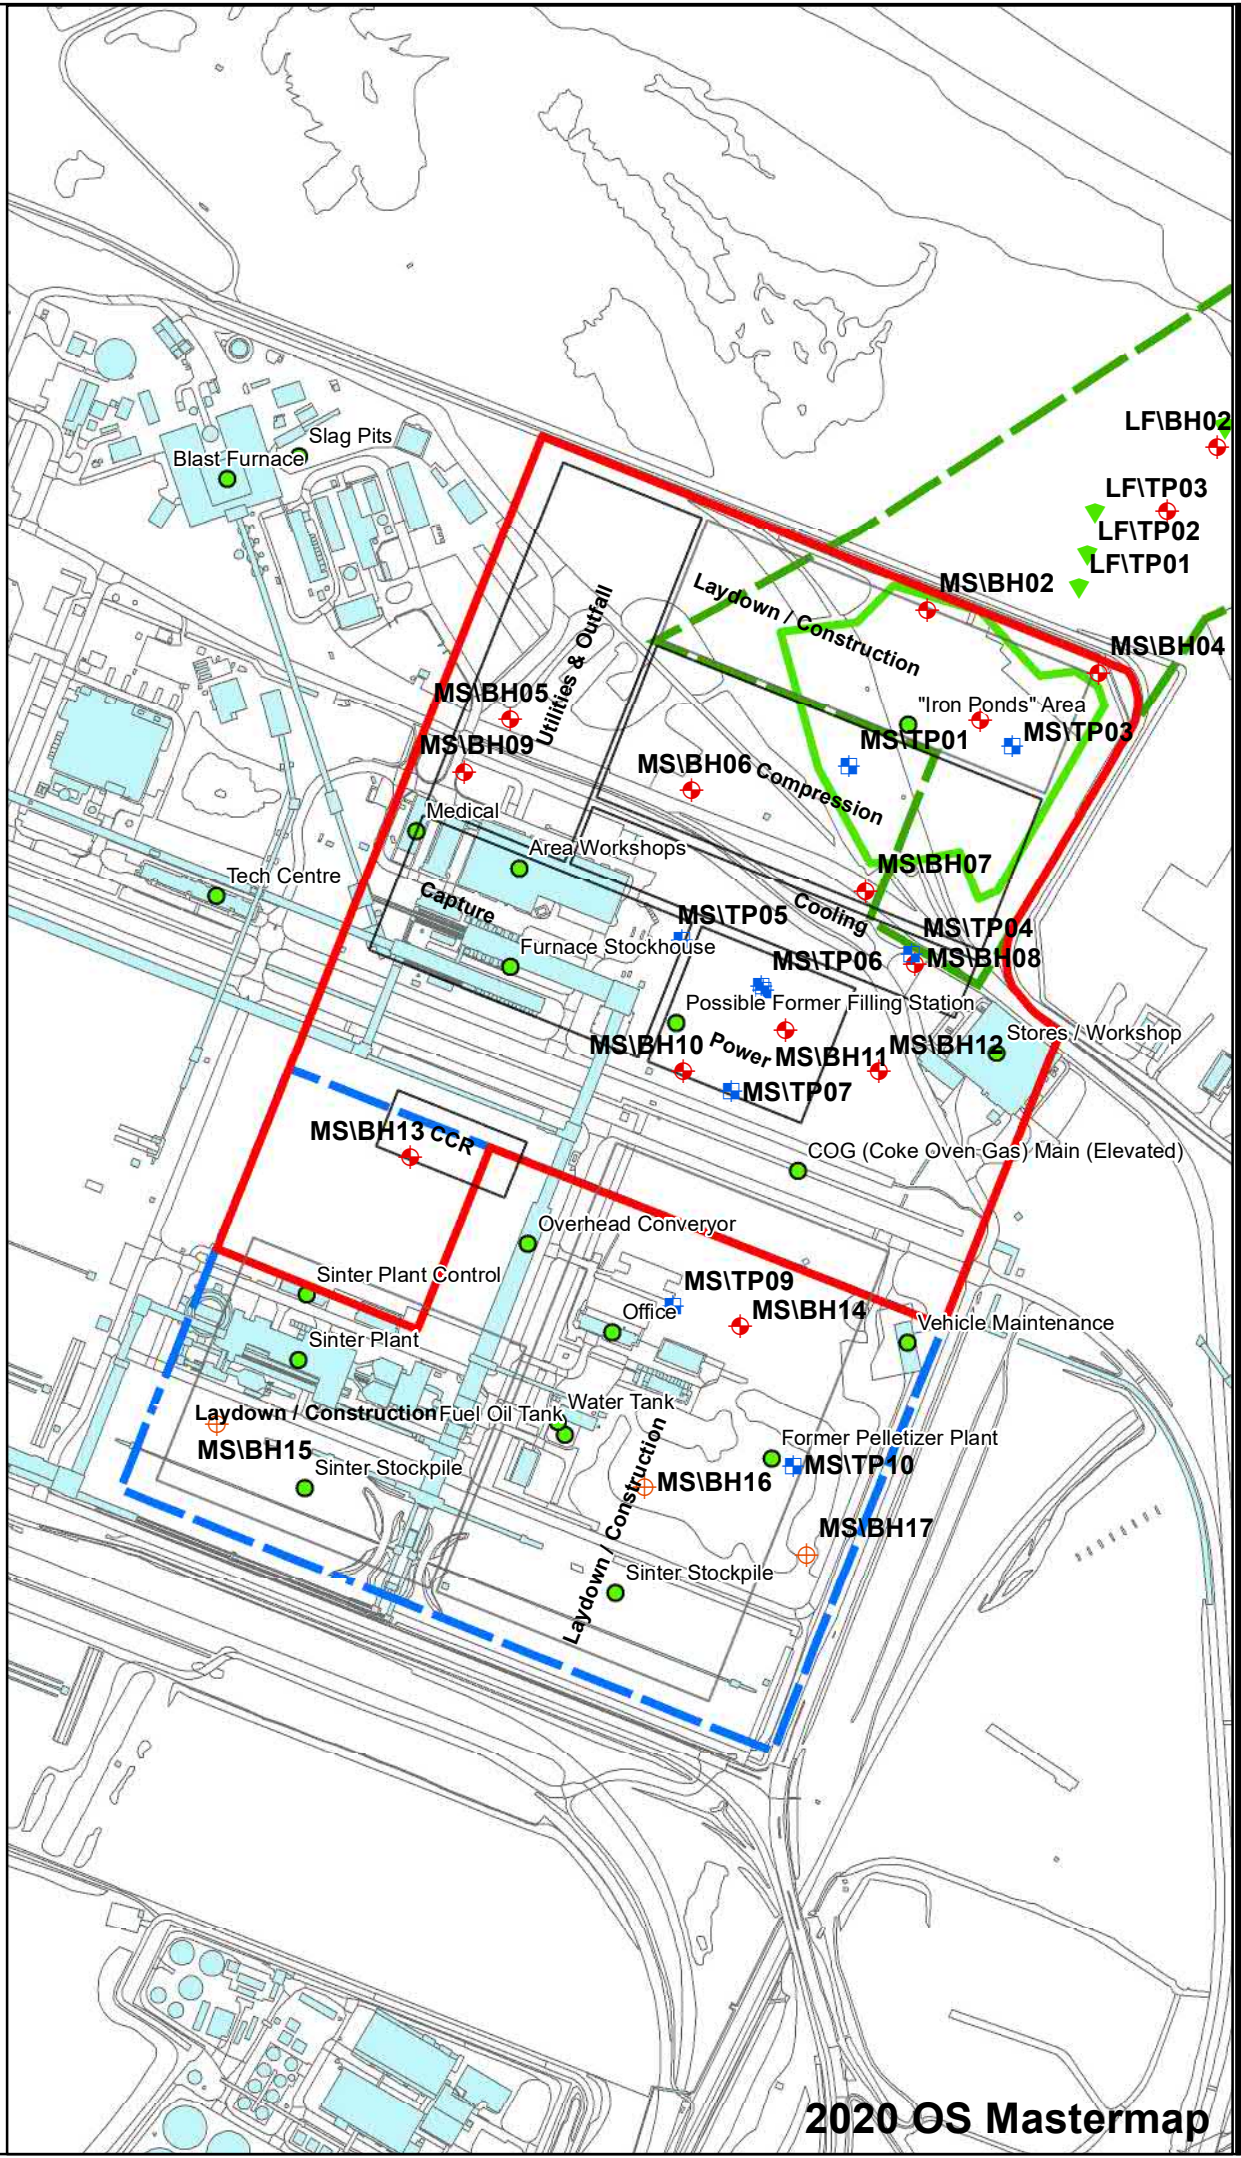 LF\BH02
Slag Pits
Blast Furnace
LF\TP03
LF\TP02
LF\TP01
MS\BH02
Laydown / Construction
MS\BH04
Utilities & Outfall
MS\BH05
"Iron Ponds" Area
MS\TP03
MS\TP01
MS\BH09
MS\BH06
Compression
Medical
Area Workshops
MS\BH07
Tech Centre
Capture
Cooling
MS\TP05
MS\TP04
Furnace Stockhouse
MS\TP06
MS\BH08
Possible Former Filling Station
Stores / Workshop
MS\BH10
Power
MS\BH11
MS\BH12
MS\TP07
MS\BH13
CCR
COG (Coke Oven Gas) Main (Elevated)
Overhead Converyor
Sinter Plant Control
MS\TP09
Office
MS\BH14
Vehicle Maintenance
Sinter Plant
Water Tank
Laydown / Construction
Fuel Oil Tank
MS\BH15
Former Pelletizer Plant
MS\TP10
Sinter Stockpile
MS\BH16
Laydown / Construction
MS\BH17
Sinter Stockpile
2020 OS Mastermap